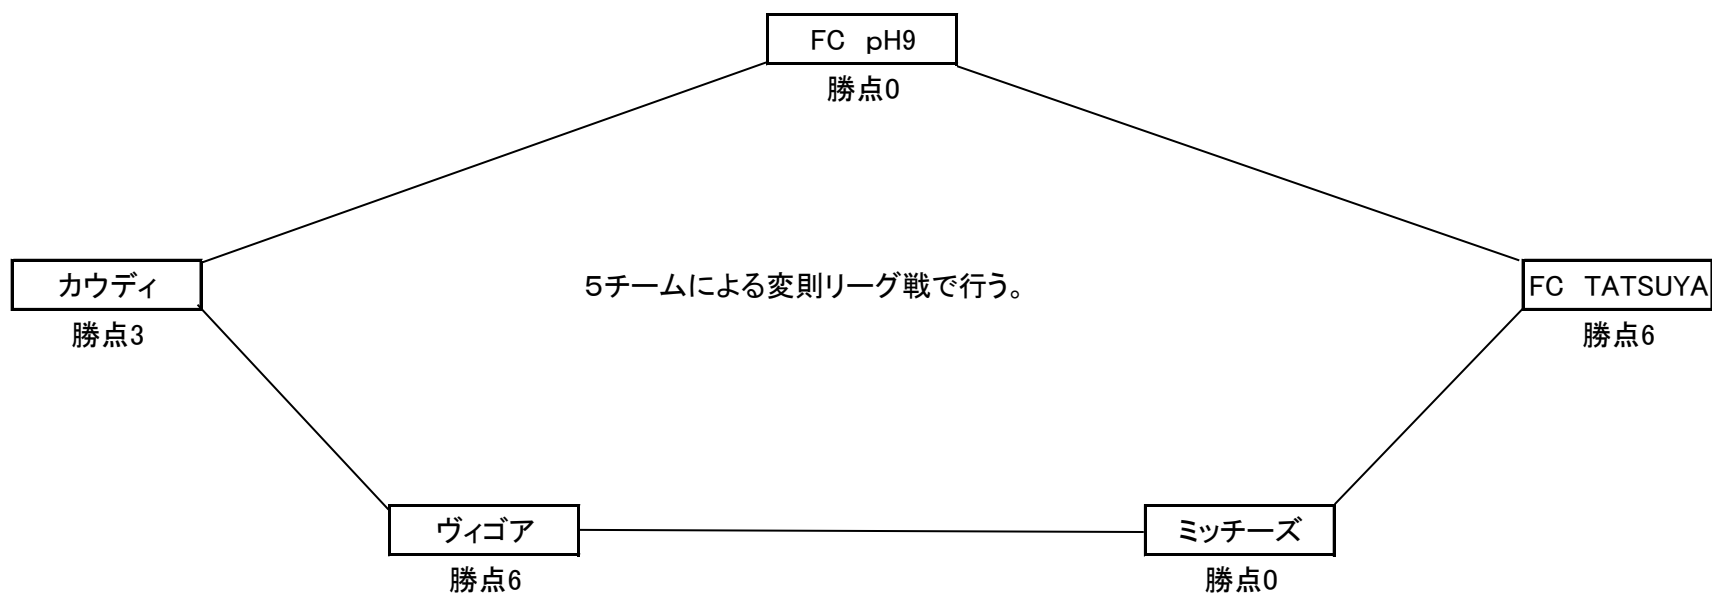 FC　pH9
勝点0
カウディ
勝点3
５チームによる変則リーグ戦で行う。
FC　TATSUYA
勝点6
ヴィゴア
勝点6
ミッチーズ
勝点0